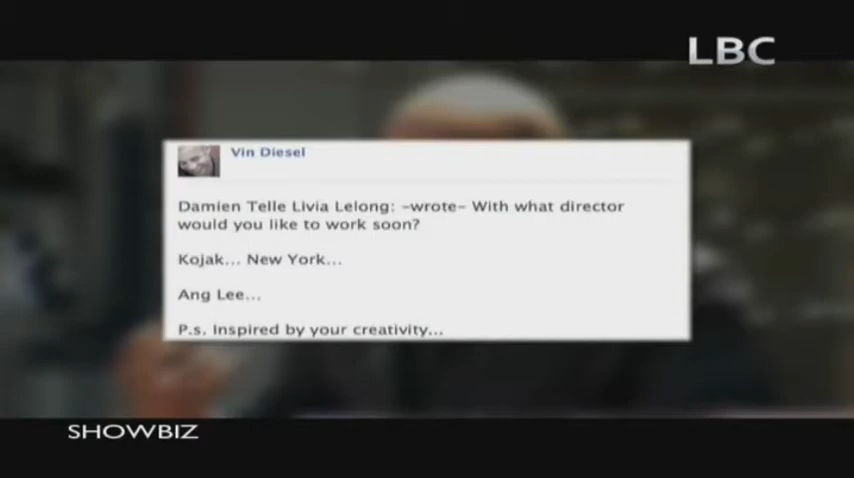 LBC
Vin Diesel
Damien Telle Livia Lelong: -wrote- With what director
would you like to work soon?
Kojak... New York...
Ang Lee...
P.s. Inspired by your creativity...
SHOWBIZ